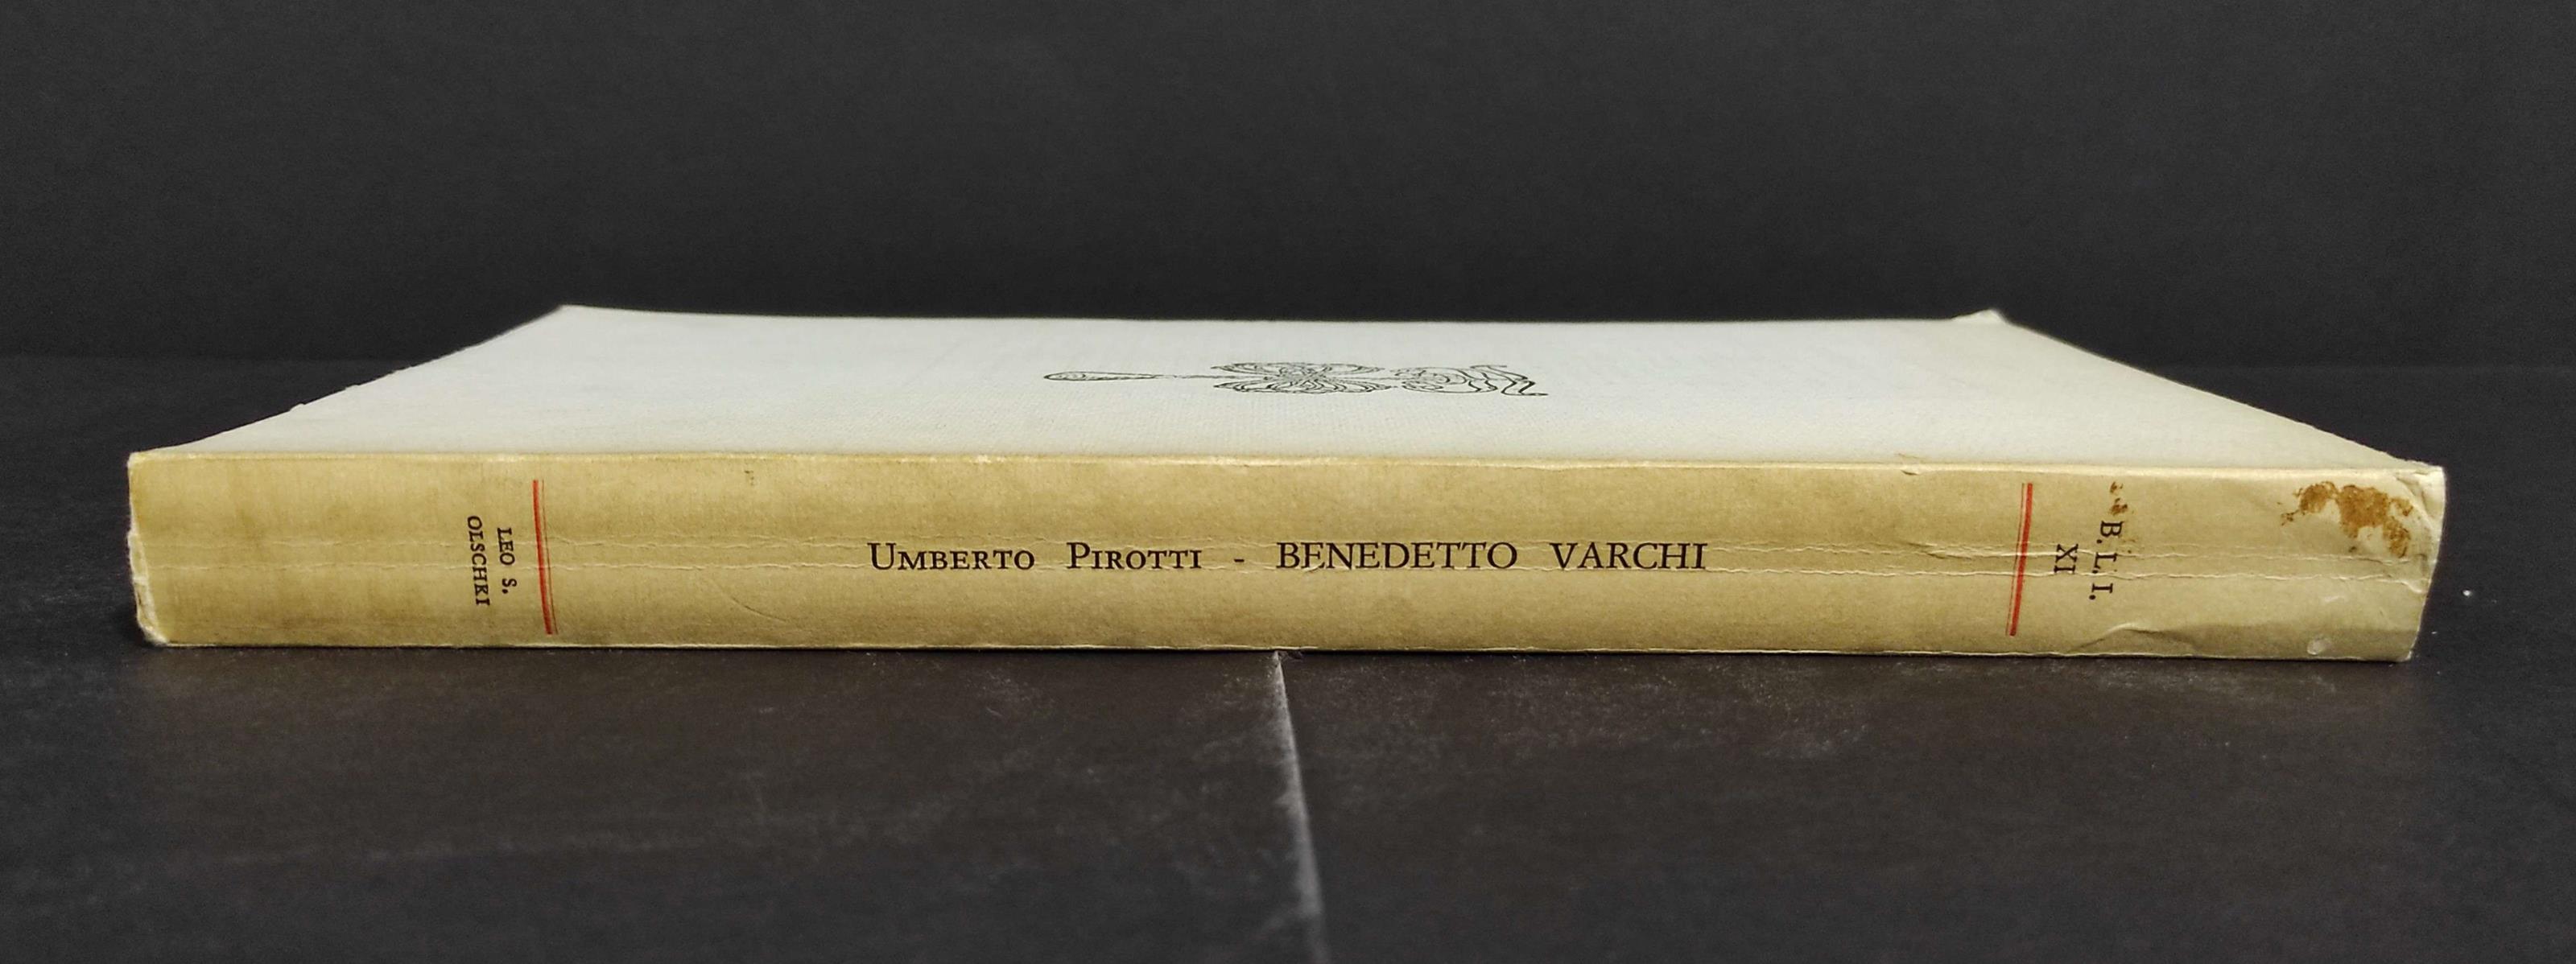 LEO S.
OLSCHKI
Umberto Pirotti - BENEDETTO VARCHI
B.L.I.
XI